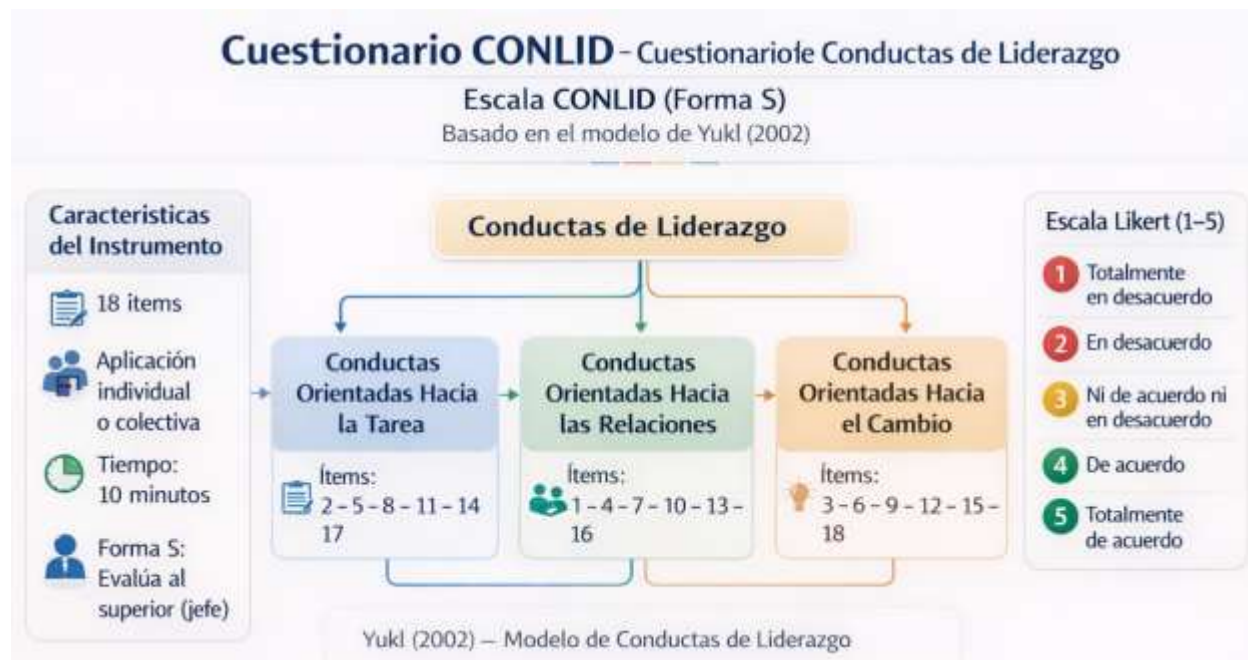 Cuestionario CONLID – Cuestionariole Conductas de Liderazgo
Escala CONLID (Forma S)
Basado en el modelo de Yukl (2002)
Caracteristicas
del Instrumento
18 items
Aplicación
individual
o colectiva
Tiempo:
10 minutos
Forma S:
Evalúa al
superior (jefe)
Conductas de Liderazgo
Conductas
Orientadas Hacia
la Tarea
Ítems:
2 – 5 – 8 – 11 – 14
17
Conductas
Orientadas Hacia
las Relaciones
Ítems:
1 – 4 – 7 – 10 – 13 –
16
Conductas
Orientadas Hacia
el Cambio
Ítems:
3 – 6 – 9 – 12 – 15 –
18
Escala Likert (1–5)
1 Totalmente
en desacuerdo
2 En desacuerdo
3 Ni de acuerdo ni
en desacuerdo
4 De acuerdo
5 Totalmente
de acuerdo
Yukl (2002) – Modelo de Conductas de Liderazgo